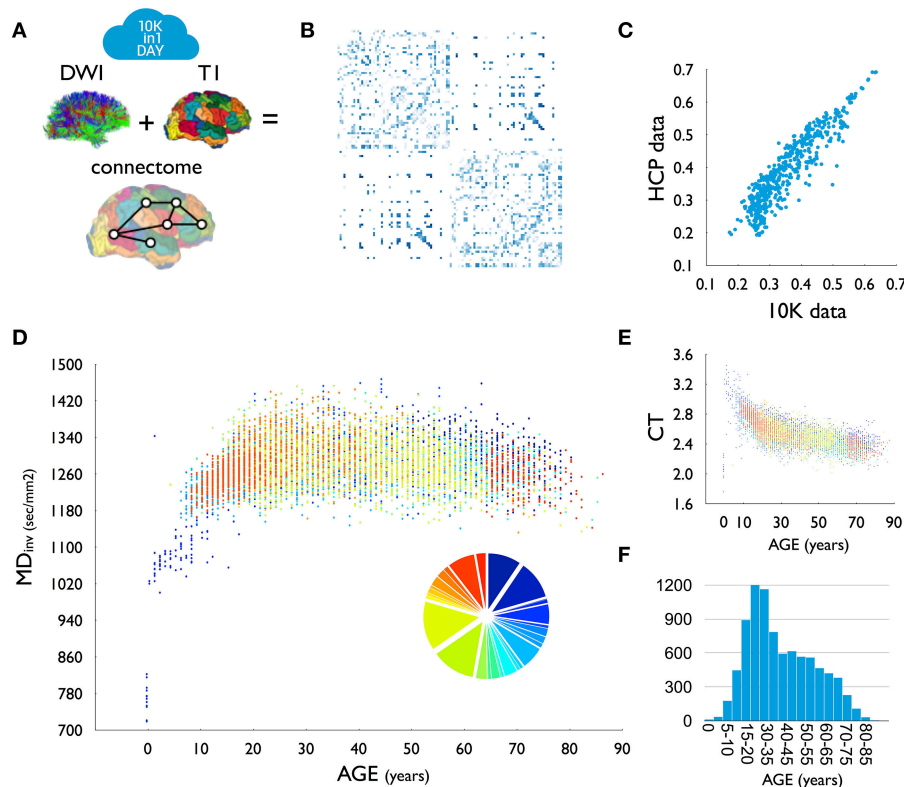 A
10K
in1
DAY
DWI
T1
+
=
connectome
B
C
HCP data
0.7
0.6
0.5
0.4
0.3
0.2
0.1
0.1 0.2 0.3 0.4 0.5 0.6 0.7
10K data
D
MDinv (sec/mm2)
1500
1420
1340
1260
1180
1100
1020
940
860
780
700
0 10 20 30 40 50 60 70 80 90
AGE (years)
E
CT
3.6
3.2
2.8
2.4
2.0
1.6
0 10 30 50 70 90
AGE (years)
F
1200
900
600
300
0
0
5-10
15-20
30-35
40-45
50-55
60-65
70-75
80-85
AGE (years)